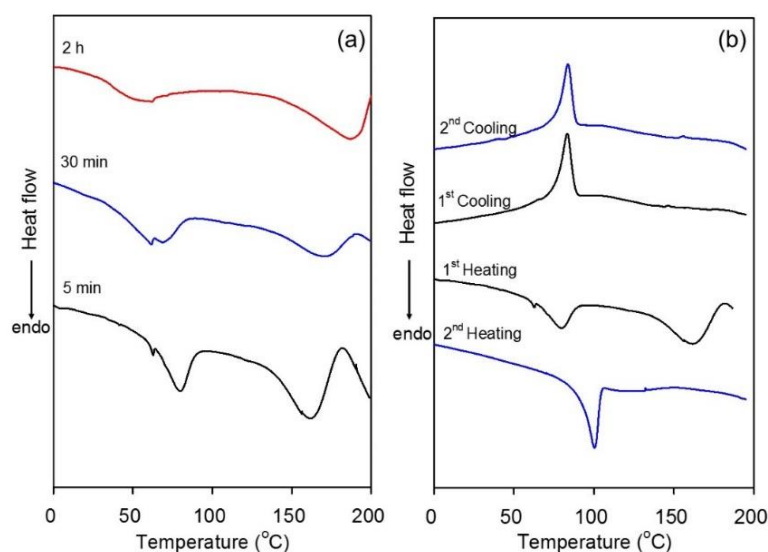 (a)
2 h
30 min
5 min
Heat flow
endo
0 50 100 150 200
Temperature (°C)
(b)
2nd Cooling
1st Cooling
1st Heating
2nd Heating
Heat flow
endo
0 50 100 150 200
Temperature (°C)